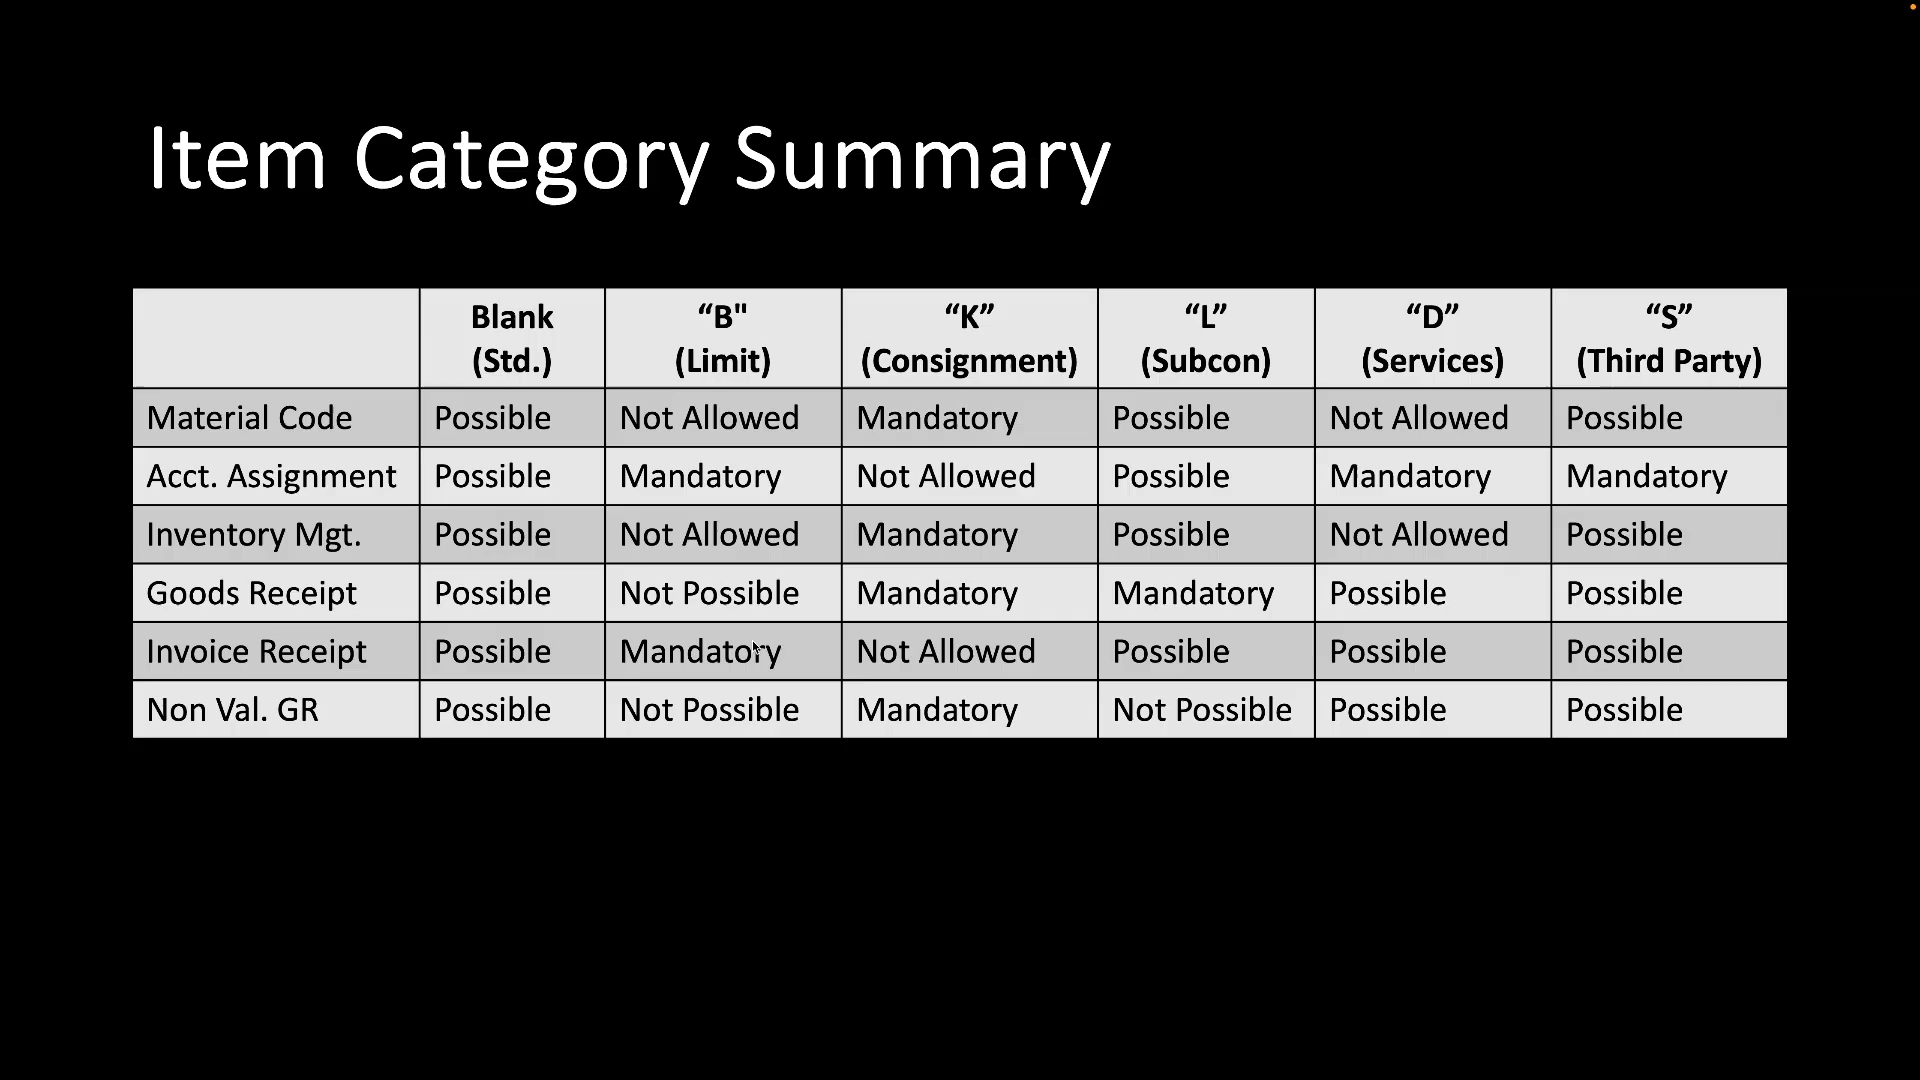 Item Category Summary
Blank (Std.) “B" (Limit) “K” (Consignment) “L” (Subcon) “D” (Services) “S” (Third Party)
Material Code Possible Not Allowed Mandatory Possible Not Allowed Possible
Acct. Assignment Possible Mandatory Not Allowed Possible Mandatory Mandatory
Inventory Mgt. Possible Not Allowed Mandatory Possible Not Allowed Possible
Goods Receipt Possible Not Possible Mandatory Mandatory Possible Possible
Invoice Receipt Possible Mandatory Not Allowed Possible Possible Possible
Non Val. GR Possible Not Possible Mandatory Not Possible Possible Possible